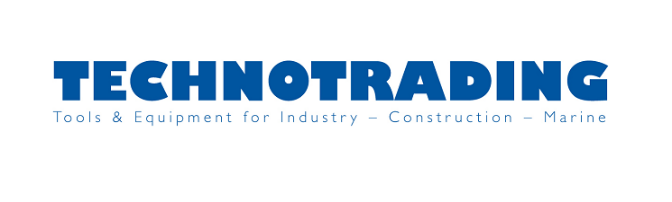 TECHNOTRADING
Tools & Equipment for Industry – Construction – Marine